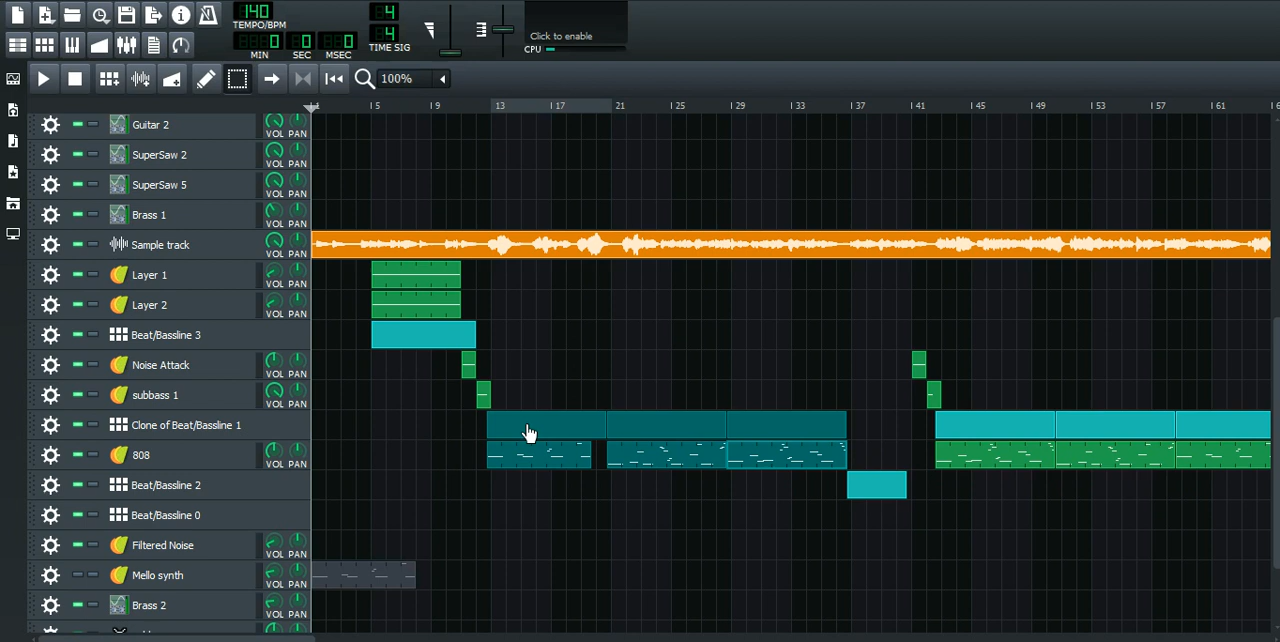 140
TEMPO/BPM
0 0 0
MIN SEC MSEC
4
4
TIME SIG
Click to enable
CPU
100%
1 5 9 13 17 21 25 29 33 37 41 45 49 53 57 61 6
Guitar 2 VOL PAN
SuperSaw 2 VOL PAN
SuperSaw 5 VOL PAN
Brass 1 VOL PAN
Sample track VOL PAN
Layer 1 VOL PAN
Layer 2 VOL PAN
Beat/Bassline 3
Noise Attack VOL PAN
subbass 1 VOL PAN
Clone of Beat/Bassline 1
808 VOL PAN
Beat/Bassline 2
Beat/Bassline 0
Filtered Noise VOL PAN
Mello synth VOL PAN
Brass 2 VOL PAN